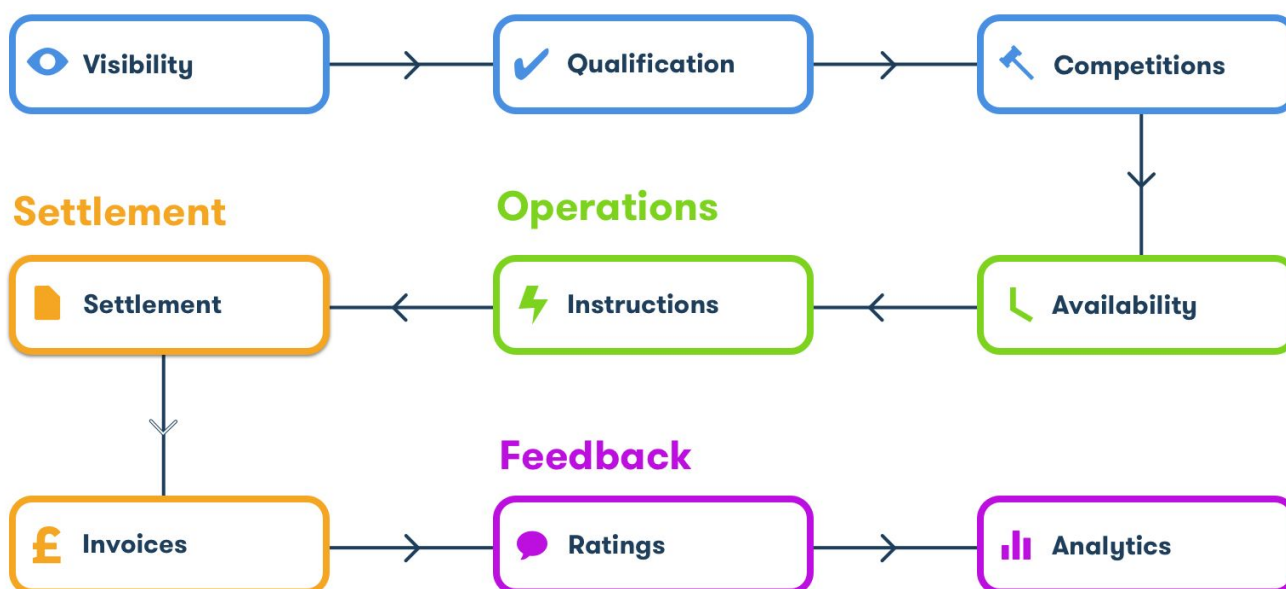 Visibility
Qualification
Competitions
Settlement
Operations
Settlement
Instructions
Availability
Feedback
£ Invoices
Ratings
Analytics